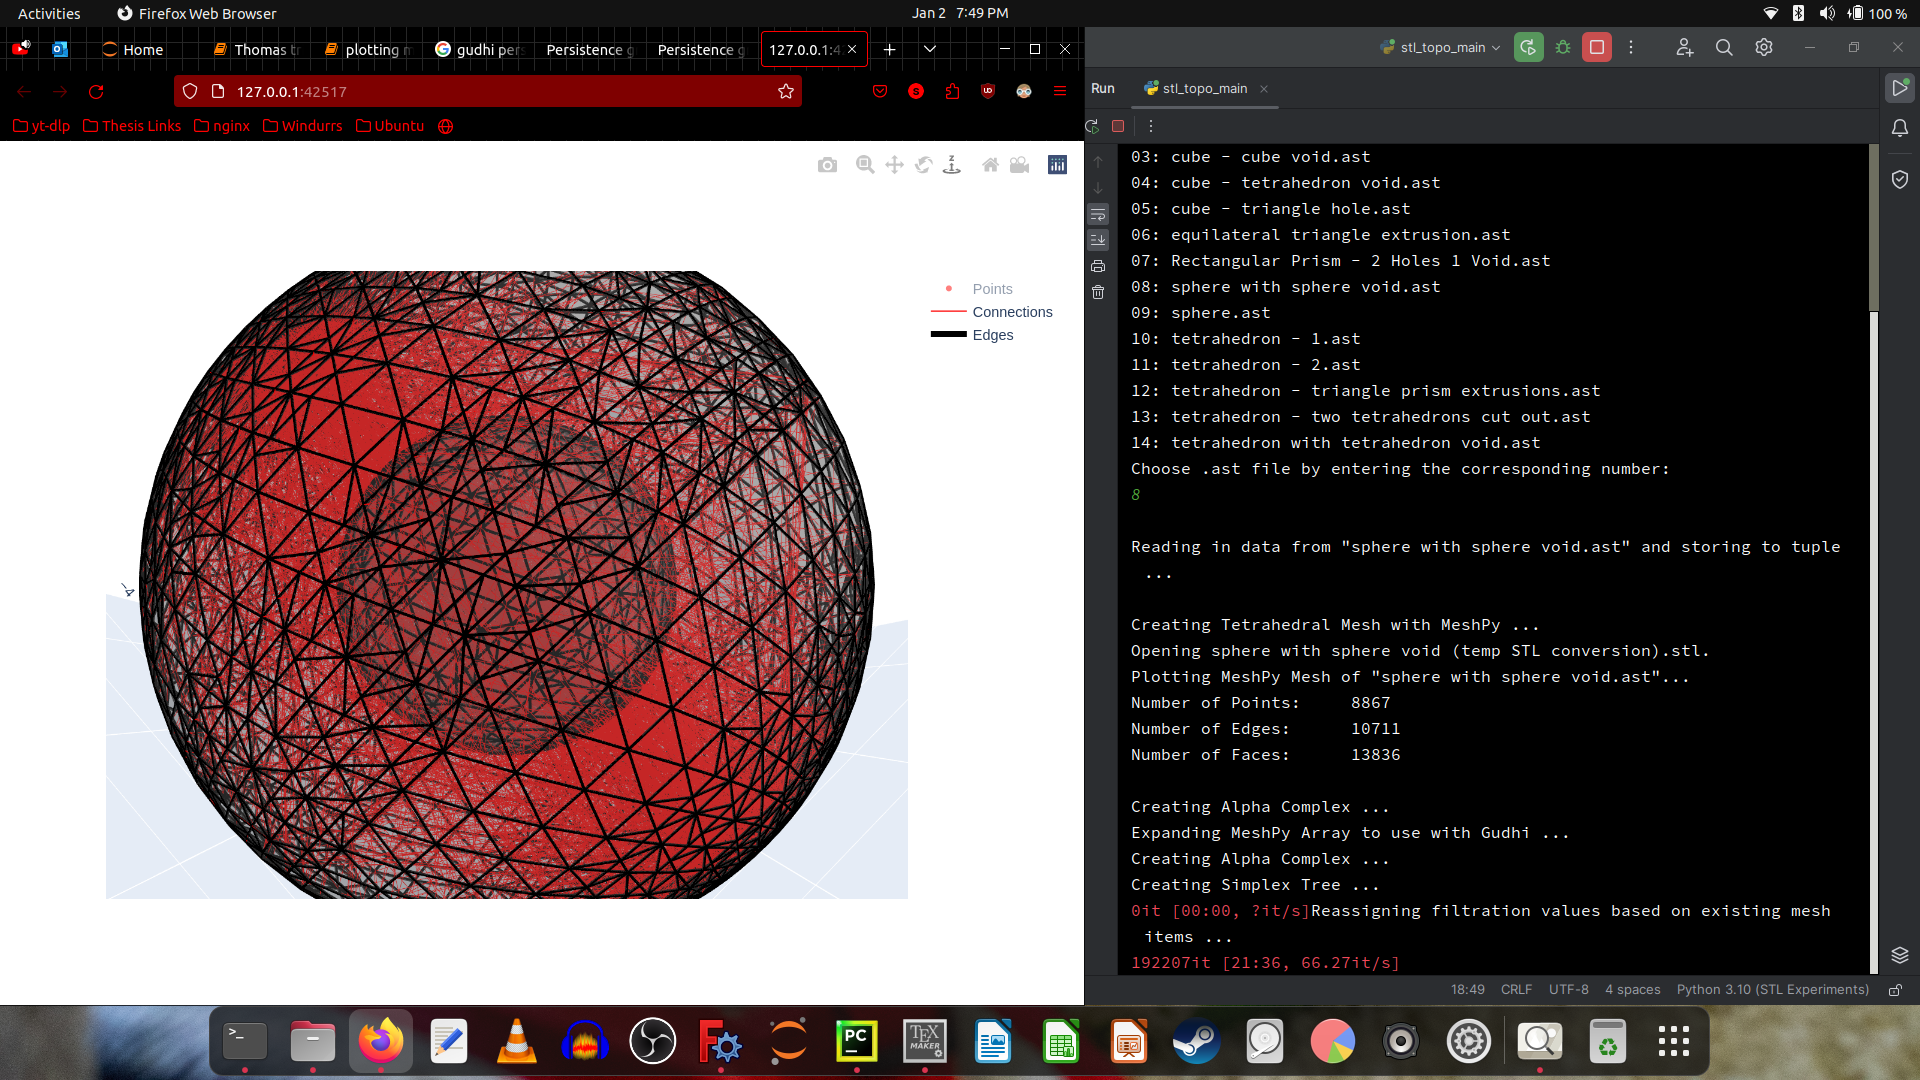 Activities
Firefox Web Browser
Jan 2 7:49 PM
100 %
Home
Thomas tr
plotting m
gudhi pers
Persistence g
Persistence g
127.0.0.1:4
127.0.0.1:42517
yt-dlp
Thesis Links
nginx
Windurrs
Ubuntu
Points
Connections
Edges
stl_topo_main
Run
stl_topo_main
03: cube - cube void.ast
04: cube - tetrahedron void.ast
05: cube - triangle hole.ast
06: equilateral triangle extrusion.ast
07: Rectangular Prism - 2 Holes 1 Void.ast
08: sphere with sphere void.ast
09: sphere.ast
10: tetrahedron - 1.ast
11: tetrahedron - 2.ast
12: tetrahedron - triangle prism extrusions.ast
13: tetrahedron - two tetrahedrons cut out.ast
14: tetrahedron with tetrahedron void.ast
Choose .ast file by entering the corresponding number:
8
Reading in data from "sphere with sphere void.ast" and storing to tuple
...
Creating Tetrahedral Mesh with MeshPy ...
Opening sphere with sphere void (temp STL conversion).stl.
Plotting MeshPy Mesh of "sphere with sphere void.ast"...
Number of Points: 8867
Number of Edges: 10711
Number of Faces: 13836
Creating Alpha Complex ...
Expanding MeshPy Array to use with Gudhi ...
Creating Alpha Complex ...
Creating Simplex Tree ...
0it [00:00, ?it/s]Reassigning filtration values based on existing mesh
items ...
192207it [21:36, 66.27it/s]
18:49 CRLF UTF-8 4 spaces Python 3.10 (STL Experiments)
PC
TEX
MAKER